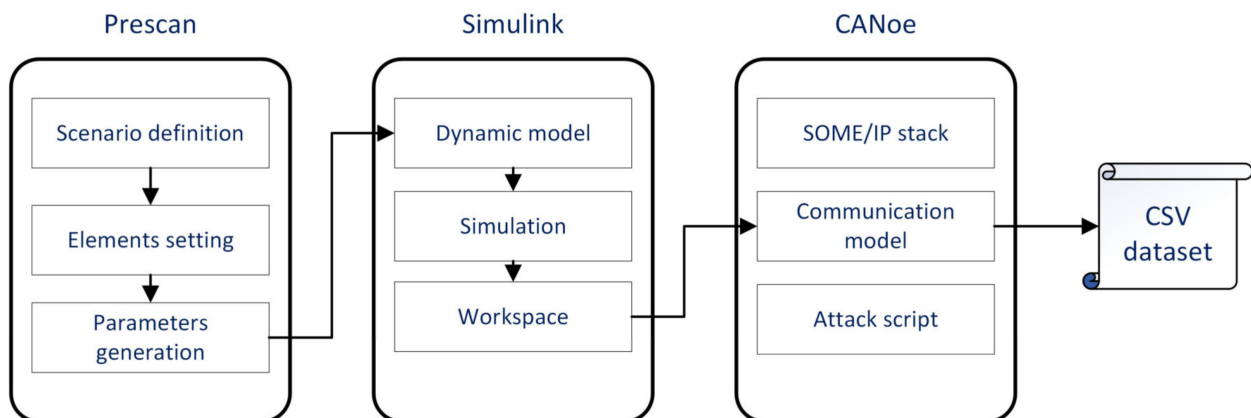 Prescan
Scenario definition
Elements setting
Parameters
generation
Simulink
Dynamic model
Simulation
Workspace
CANoe
SOME/IP stack
Communication
model
Attack script
CSV
dataset